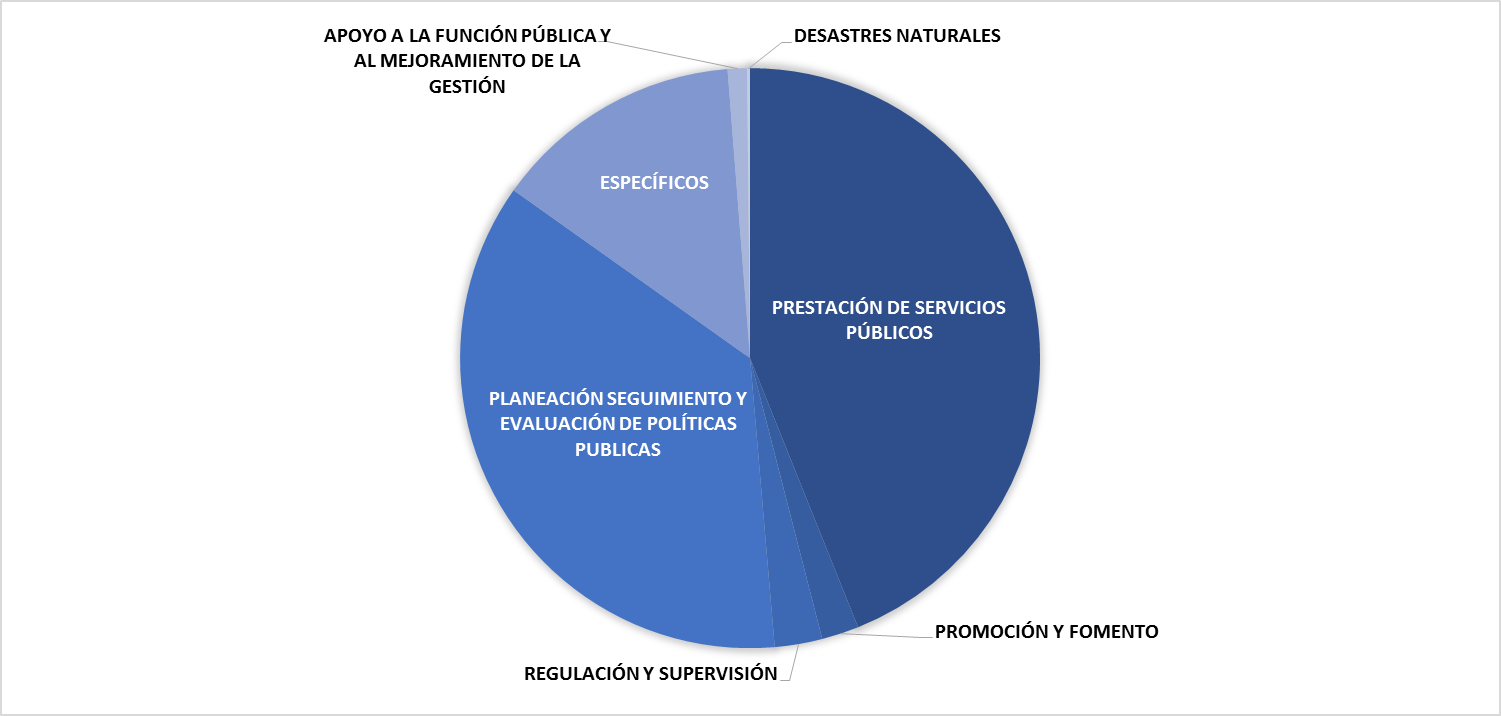 APOYO A LA FUNCIÓN PÚBLICA Y
AL MEJORAMIENTO DE LA
GESTIÓN
DESASTRES NATURALES
ESPECÍFICOS
PRESTACIÓN DE SERVICIOS
PÚBLICOS
PLANEACIÓN SEGUIMIENTO Y
EVALUACIÓN DE POLÍTICAS
PUBLICAS
PROMOCIÓN Y FOMENTO
REGULACIÓN Y SUPERVISIÓN